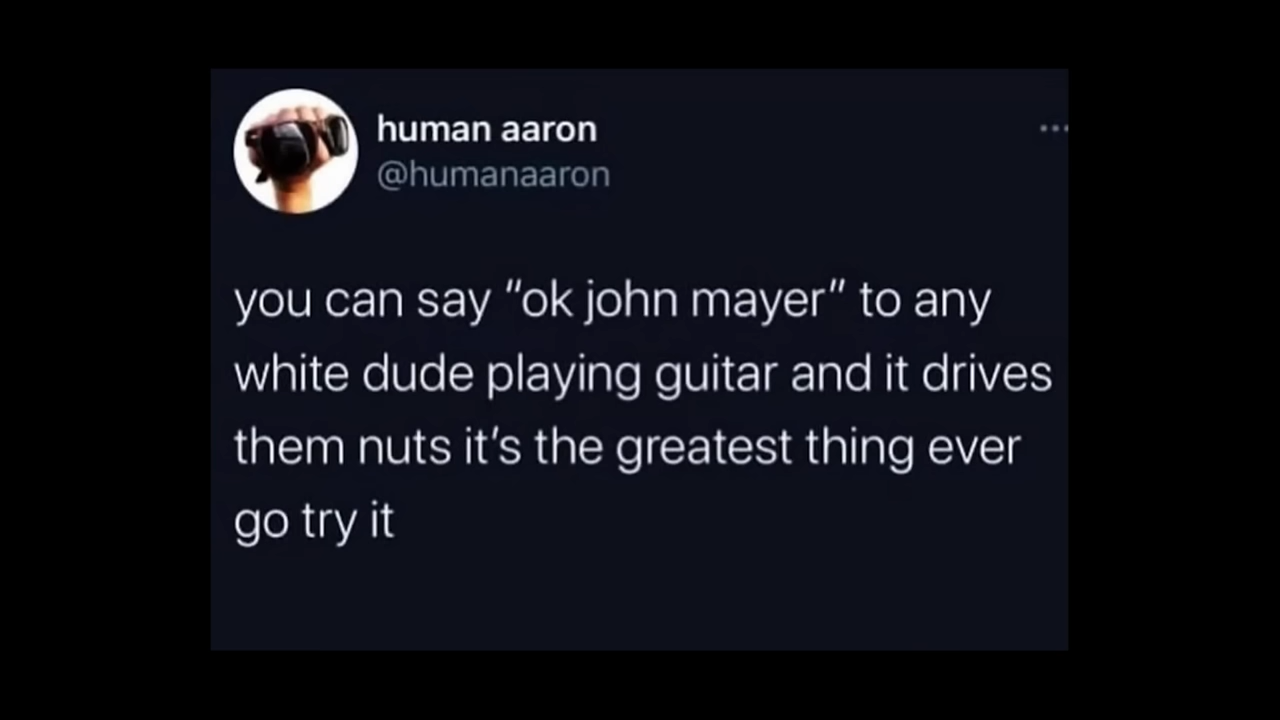 human aaron
@humanaaron
you can say “ok john mayer” to any
white dude playing guitar and it drives
them nuts it's the greatest thing ever
go try it